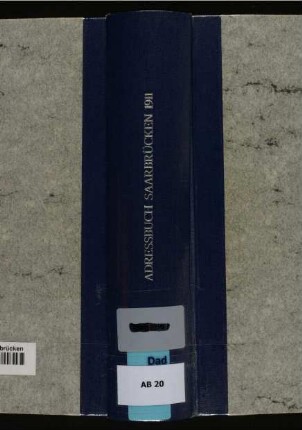 ADRESSBUCH SAARBRÜCKEN 1911
brücken
Dad
AB 20